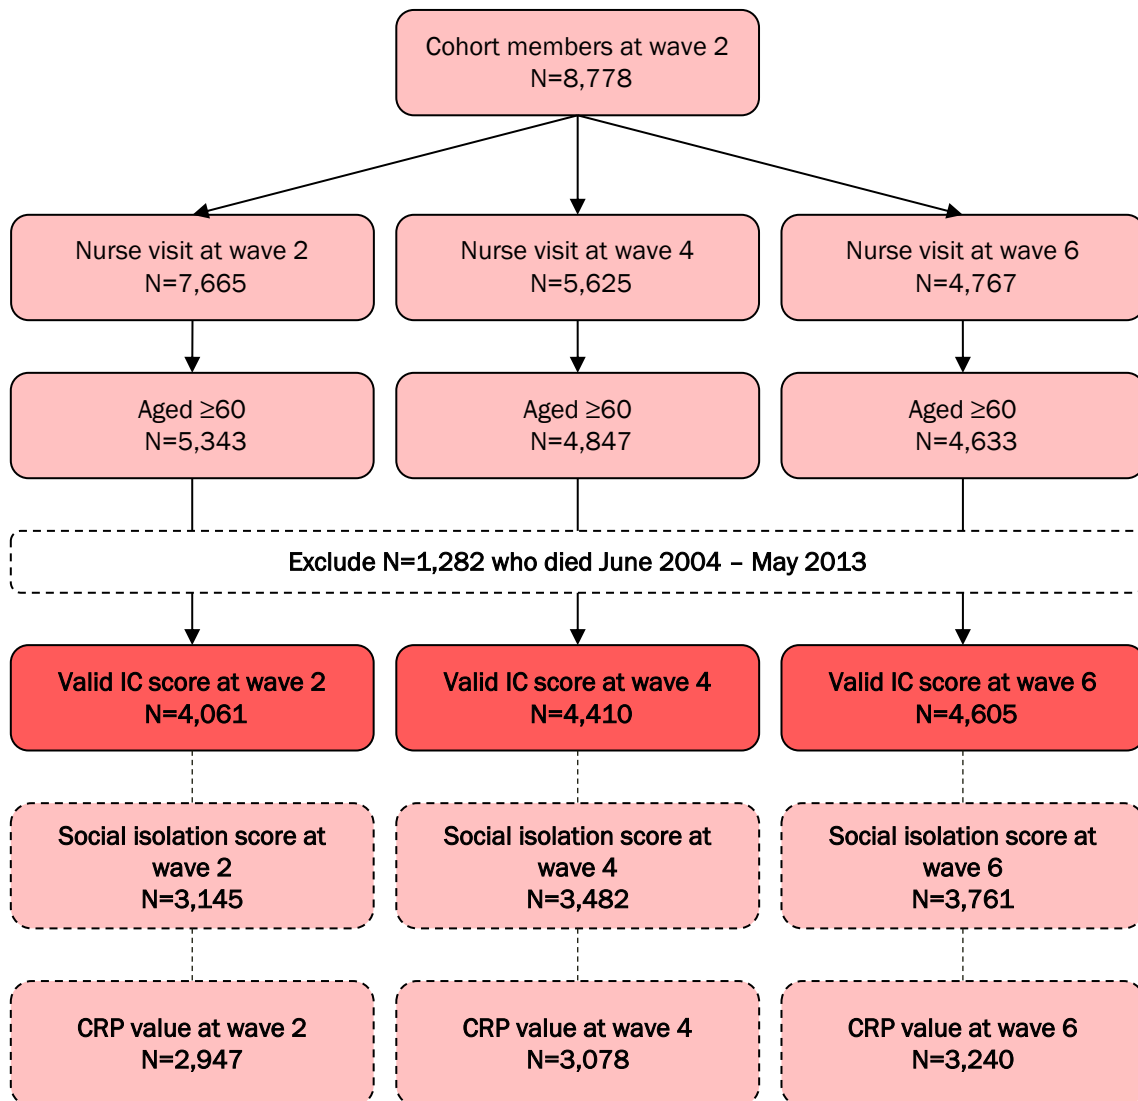 Cohort members at wave 2
N=8,778
Nurse visit at wave 2
N=7,665
Nurse visit at wave 4
N=5,625
Nurse visit at wave 6
N=4,767
Aged ≥60
N=5,343
Aged ≥60
N=4,847
Aged ≥60
N=4,633
Exclude N=1,282 who died June 2004 – May 2013
Valid IC score at wave 2
N=4,061
Valid IC score at wave 4
N=4,410
Valid IC score at wave 6
N=4,605
Social isolation score at
wave 2
N=3,145
Social isolation score at
wave 4
N=3,482
Social isolation score at
wave 6
N=3,761
CRP value at wave 2
N=2,947
CRP value at wave 4
N=3,078
CRP value at wave 6
N=3,240